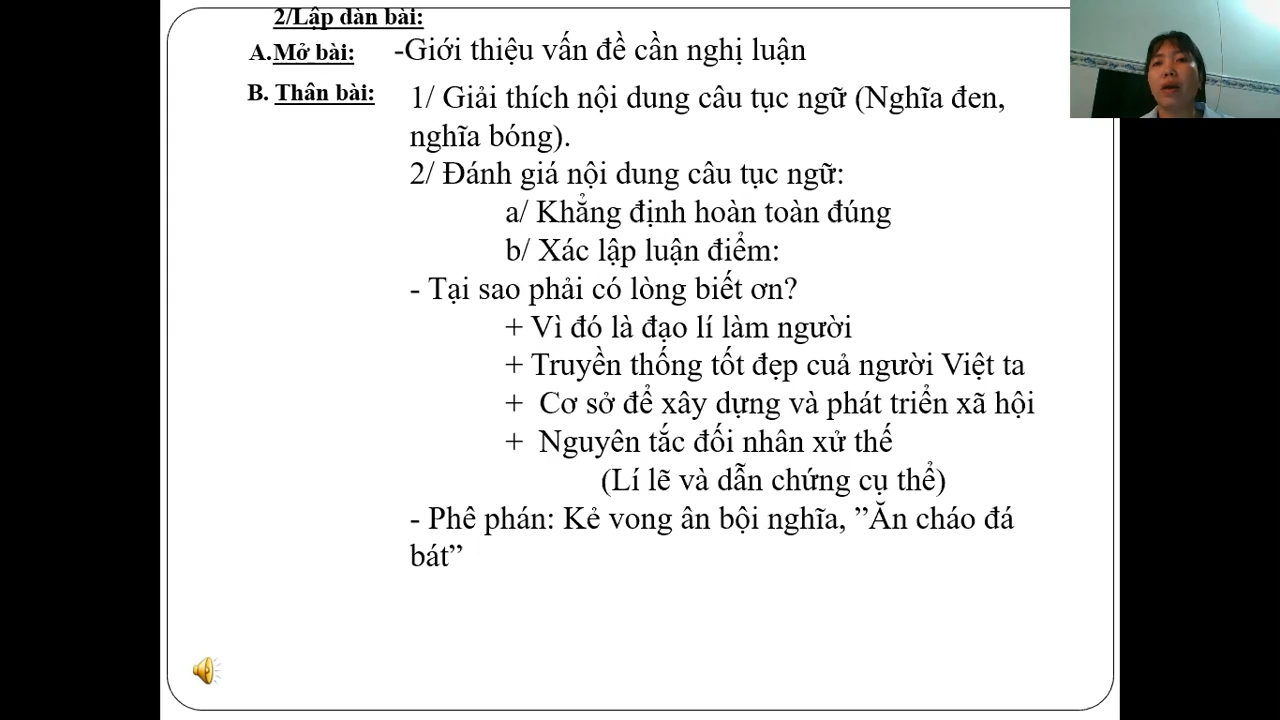 2/Lập dàn bài:
A.Mở bài: -Giới thiệu vấn đề cần nghị luận
B. Thân bài: 1/ Giải thích nội dung câu tục ngữ (Nghĩa đen,
nghĩa bóng).
2/ Đánh giá nội dung câu tục ngữ:
a/ Khẳng định hoàn toàn đúng
b/ Xác lập luận điểm:
- Tại sao phải có lòng biết ơn?
+ Vì đó là đạo lí làm người
+ Truyền thống tốt đẹp cuả người Việt ta
+ Cơ sở để xây dựng và phát triển xã hội
+ Nguyên tắc đối nhân xử thế
(Lí lẽ và dẫn chứng cụ thể)
- Phê phán: Kẻ vong ân bội nghĩa, ”Ăn cháo đá
bát”